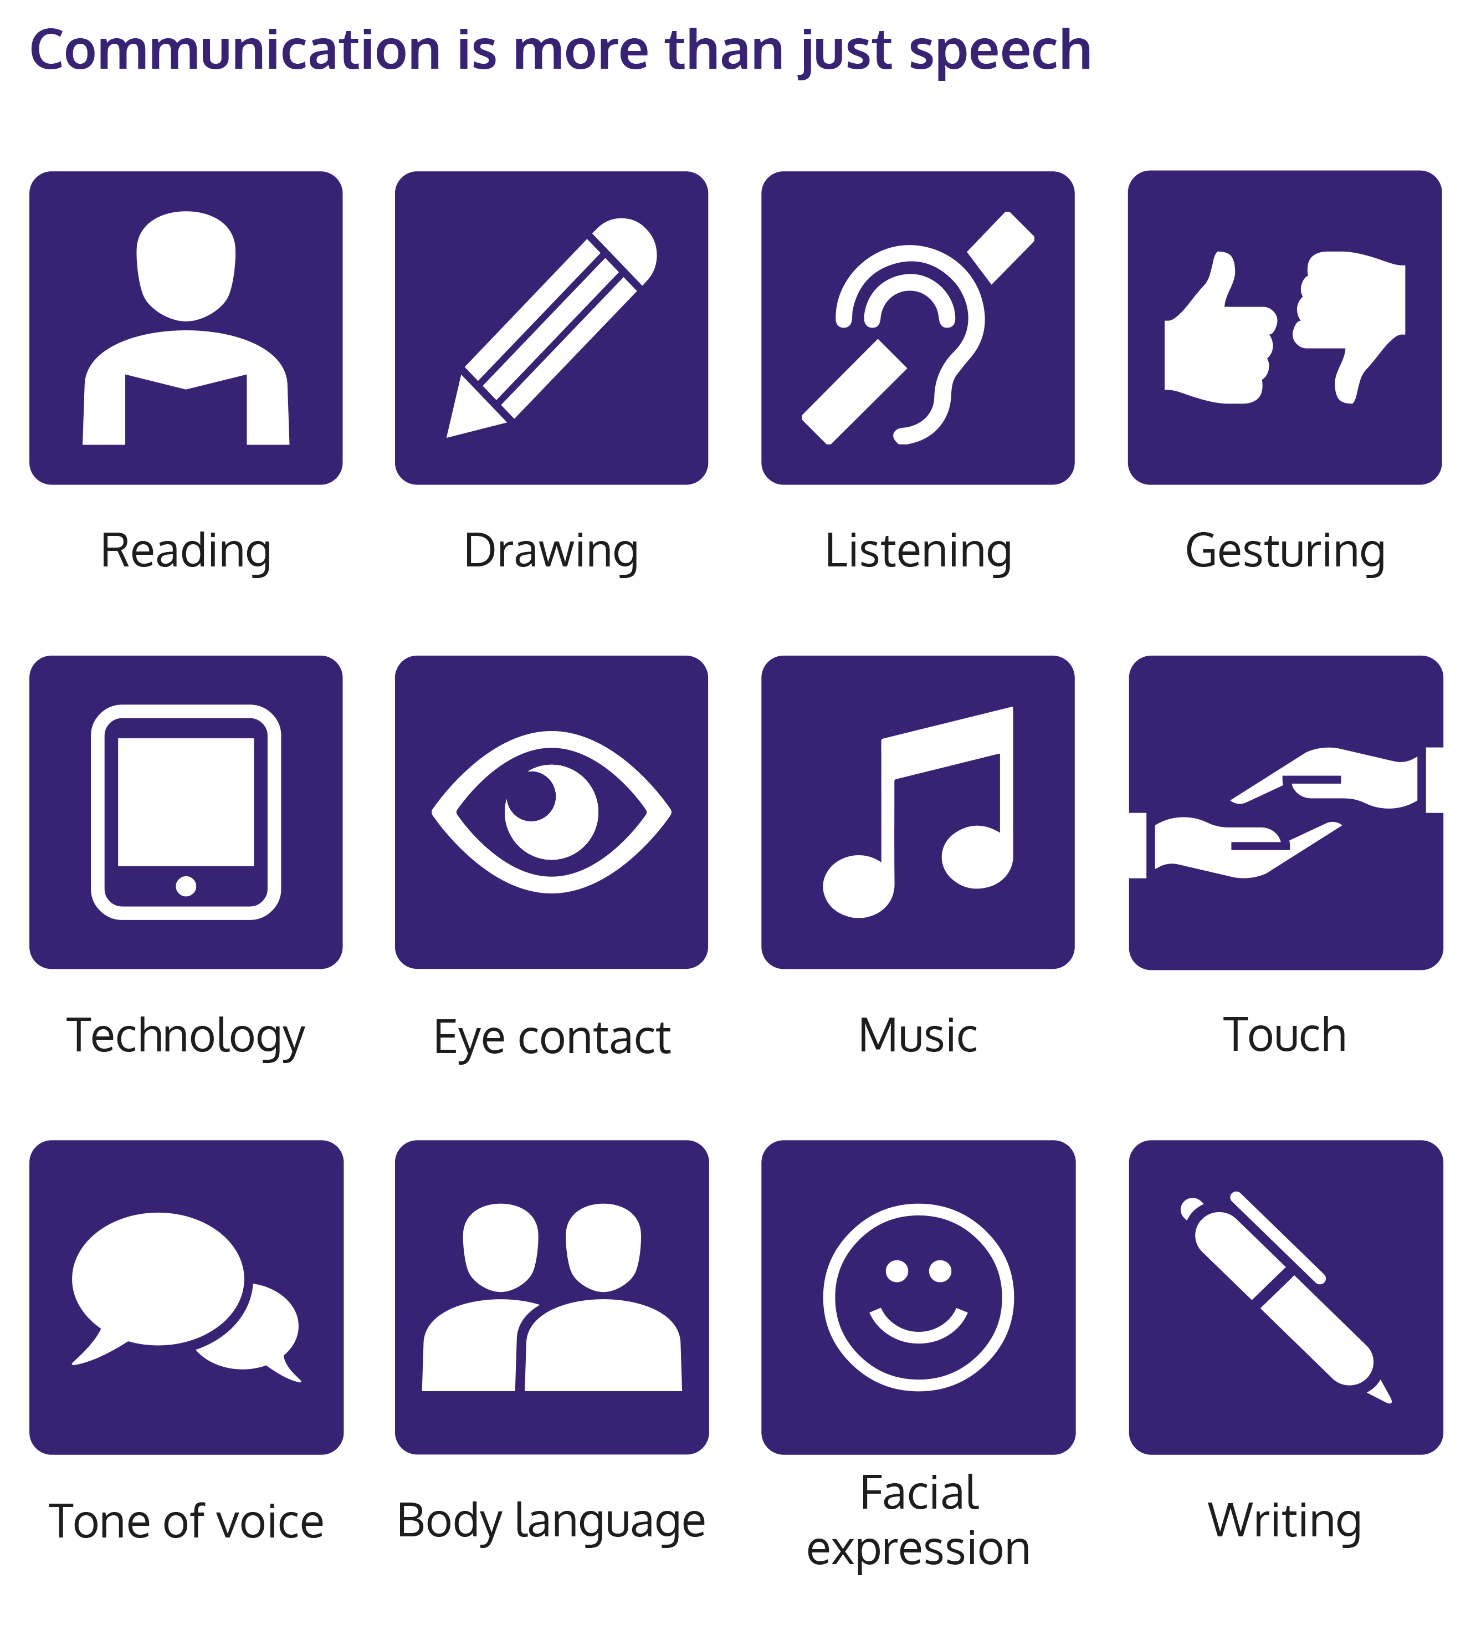 Communication is more than just speech
Reading
Drawing
Listening
Gesturing
Technology
Eye contact
Music
Touch
Tone of voice
Body language
Facial
expression
Writing